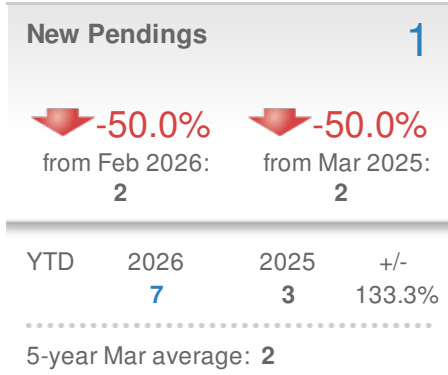 New Pendings 1
-50.0% -50.0%
from Feb 2026: from Mar 2025:
2 2
YTD 2026 2025 +/-
7 3 133.3%
5-year Mar average: 2